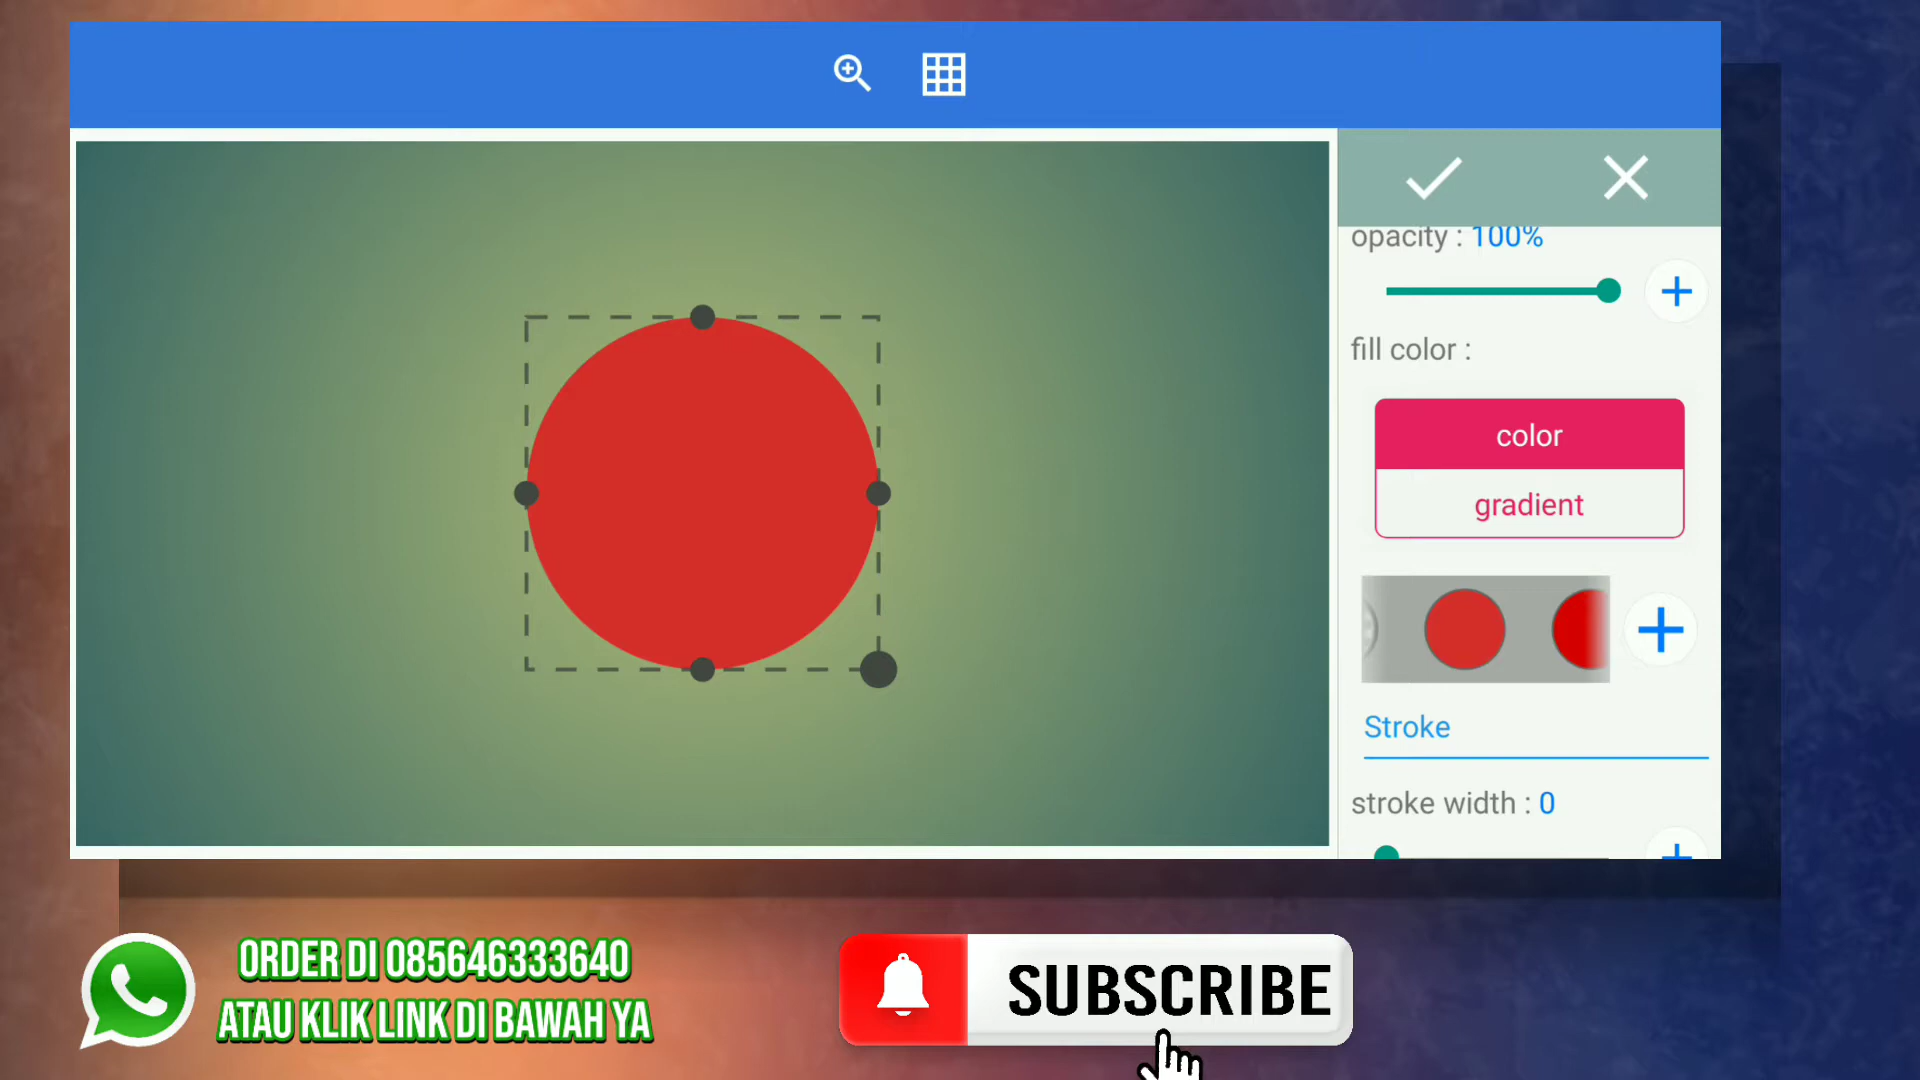 opacity : 100%
fill color :
color
gradient
Stroke
stroke width : 0
ORDER DI 085646333640
ATAU KLIK LINK DI BAWAH YA
SUBSCRIBE